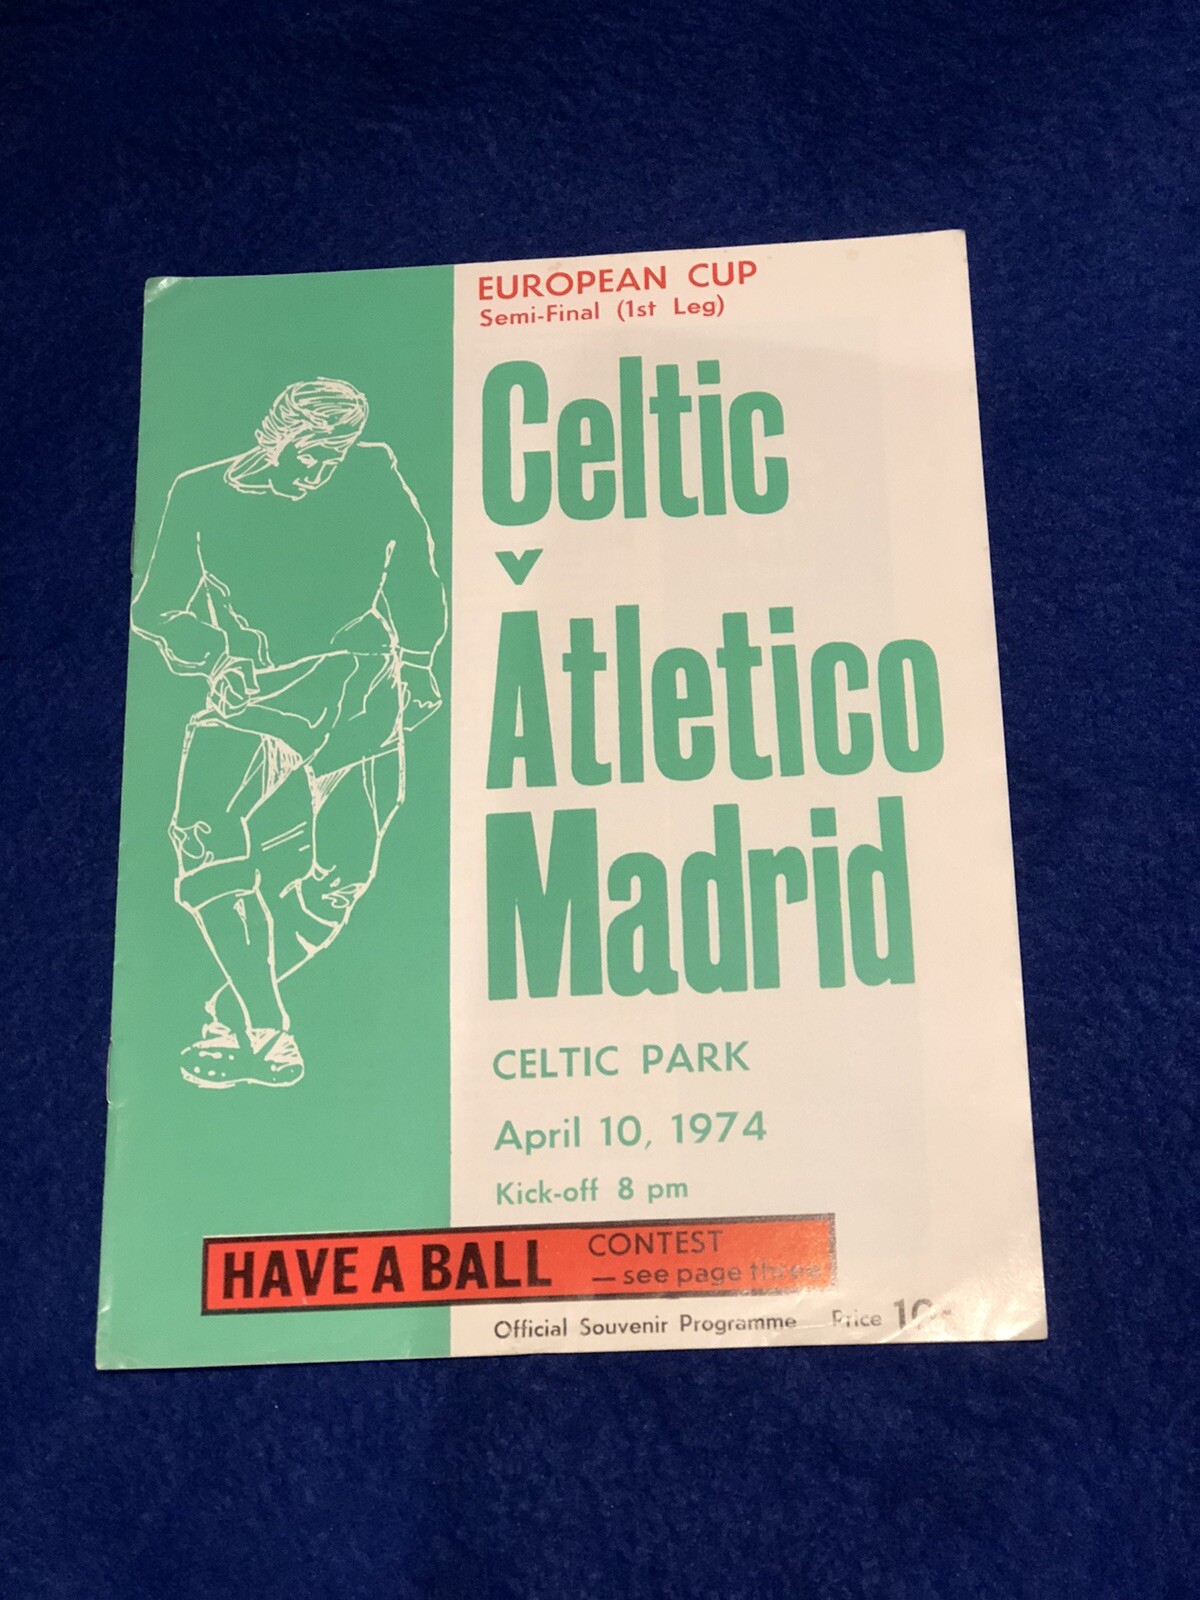 EUROPEAN CUP
Semi-Final (1st Leg)
Celtic
v
Atletico
Madrid
CELTIC PARK
April 10, 1974
Kick-off 8 pm
HAVE A BALL
CONTEST
— see page three
Official Souvenir Programme Price